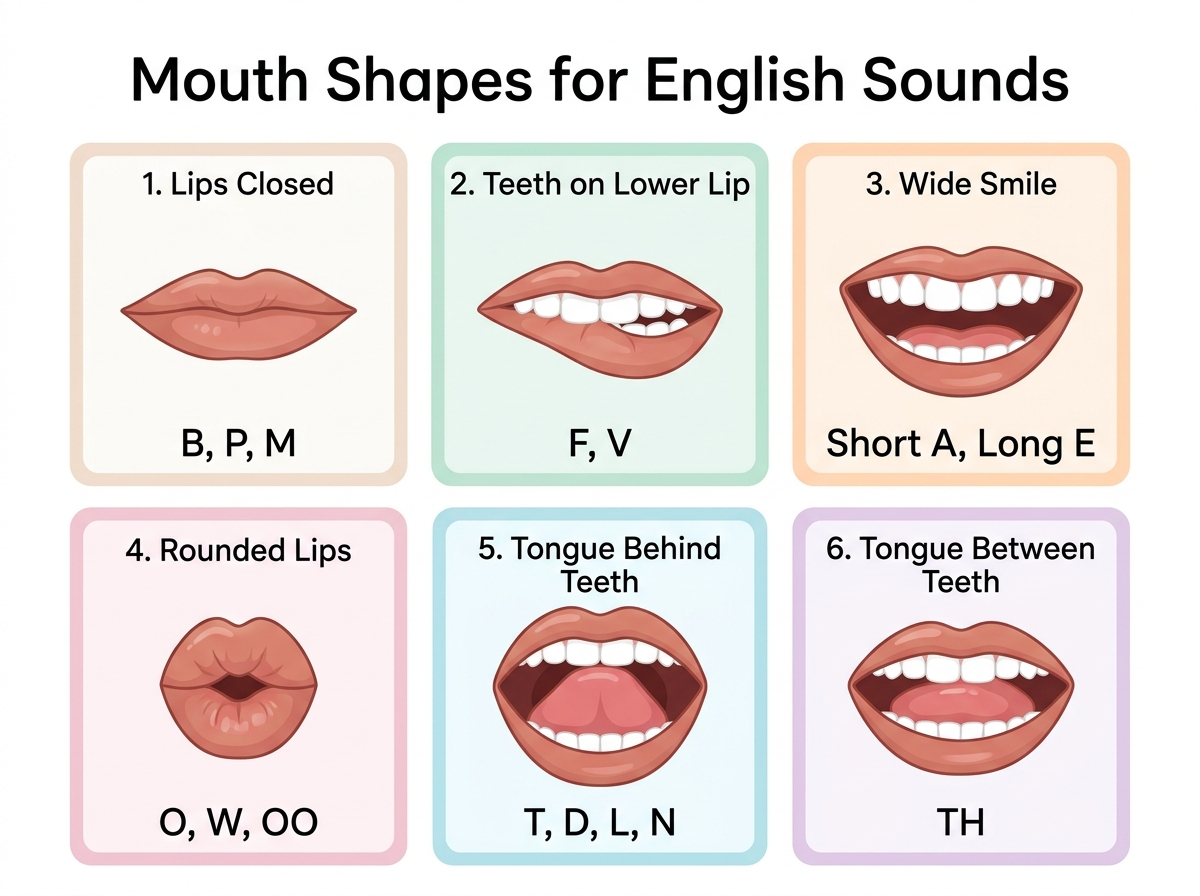 Mouth Shapes for English Sounds
1. Lips Closed
B, P, M
2. Teeth on Lower Lip
F, V
3. Wide Smile
Short A, Long E
4. Rounded Lips
O, W, OO
5. Tongue Behind
Teeth
T, D, L, N
6. Tongue Between
Teeth
TH